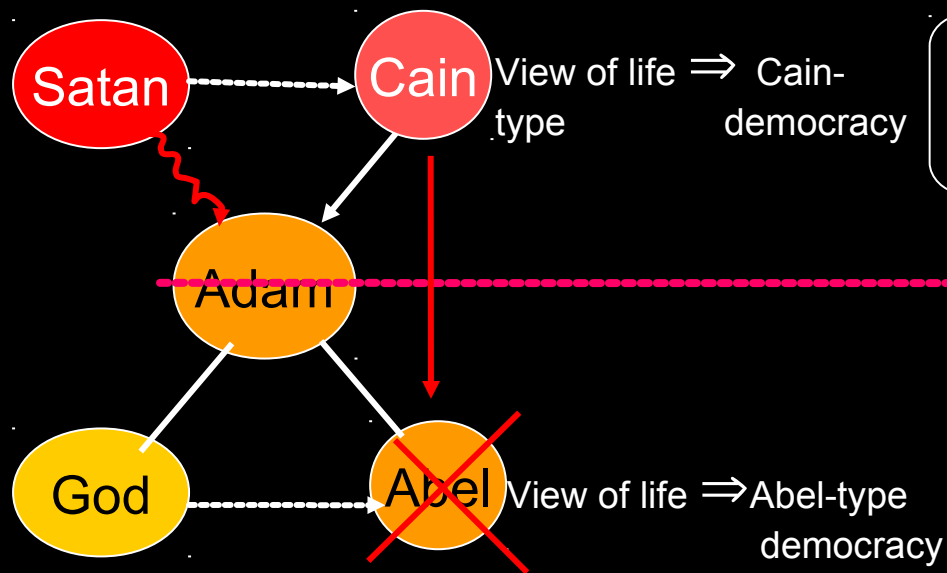 Satan
Cain
View of life ⇒ Cain-
type democracy
Adam
God
Abel
View of life ⇒Abel-type
democracy